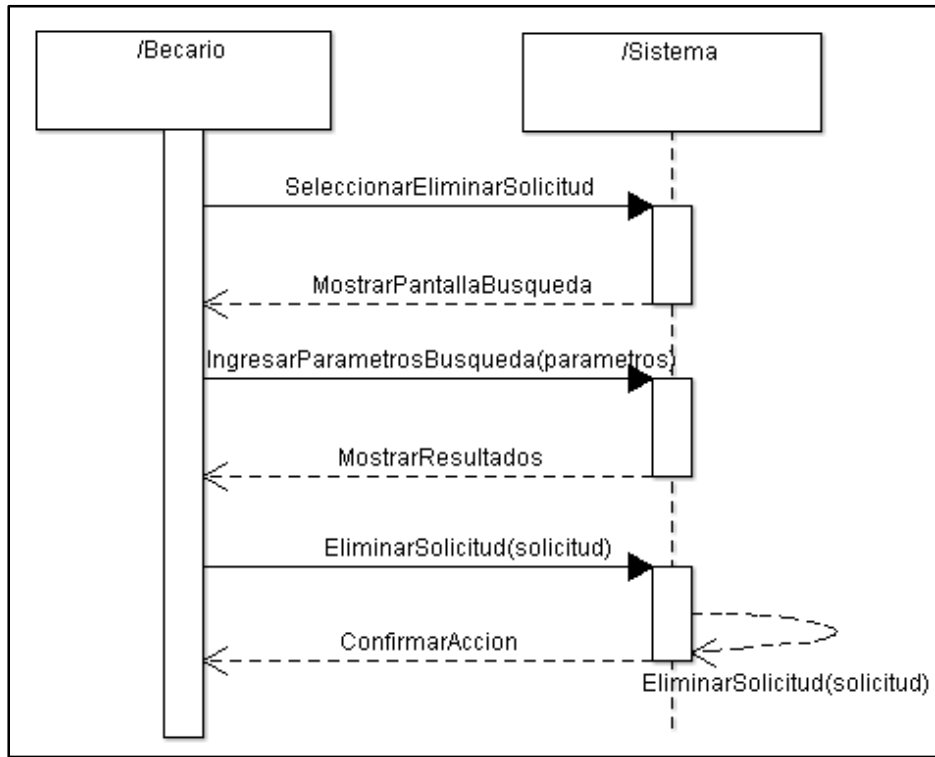 /Becario
/Sistema
SeleccionarEliminarSolicitud
MostrarPantallaBusqueda
IngresarParametrosBusqueda(parametros)
MostrarResultados
EliminarSolicitud(solicitud)
ConfirmarAccion
EliminarSolicitud(solicitud)